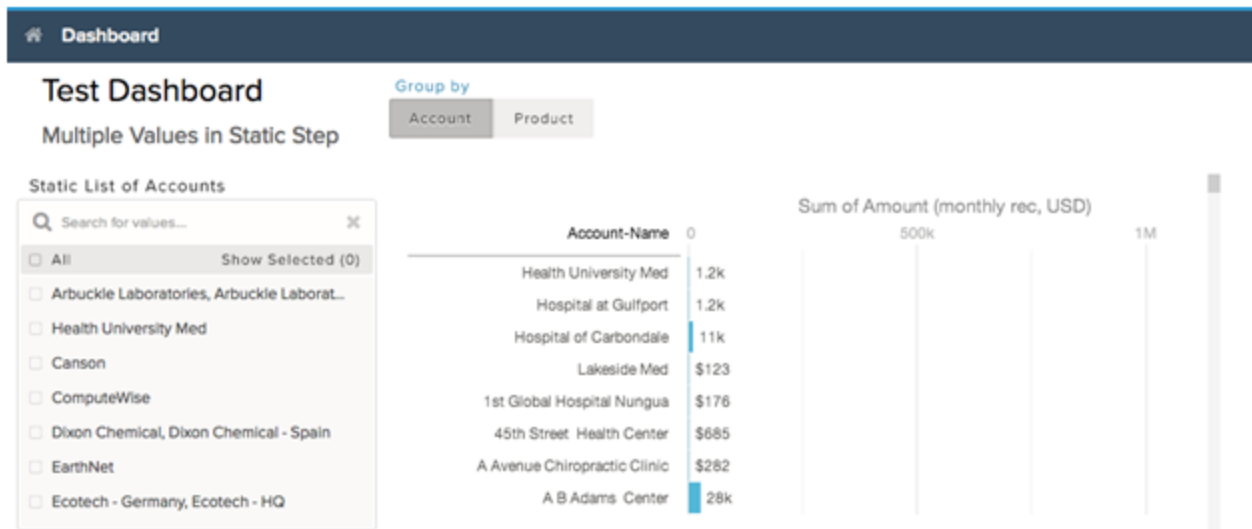 Dashboard
Test Dashboard
Multiple Values in Static Step
Group by
Account Product
Static List of Accounts
Search for values...
All Show Selected (0)
Arbuckle Laboratories, Arbuckle Laborat...
Health University Med
Canson
ComputeWise
Dixon Chemical, Dixon Chemical - Spain
EarthNet
Ecotech - Germany, Ecotech - HQ
Sum of Amount (monthly rec, USD)
Account-Name 0 500k 1M
Health University Med 1.2k
Hospital at Gulfport 1.2k
Hospital of Carbondale 11k
Lakeside Med $123
1st Global Hospital Nungua $176
45th Street Health Center $685
A Avenue Chiropractic Clinic $282
A B Adams Center 28k